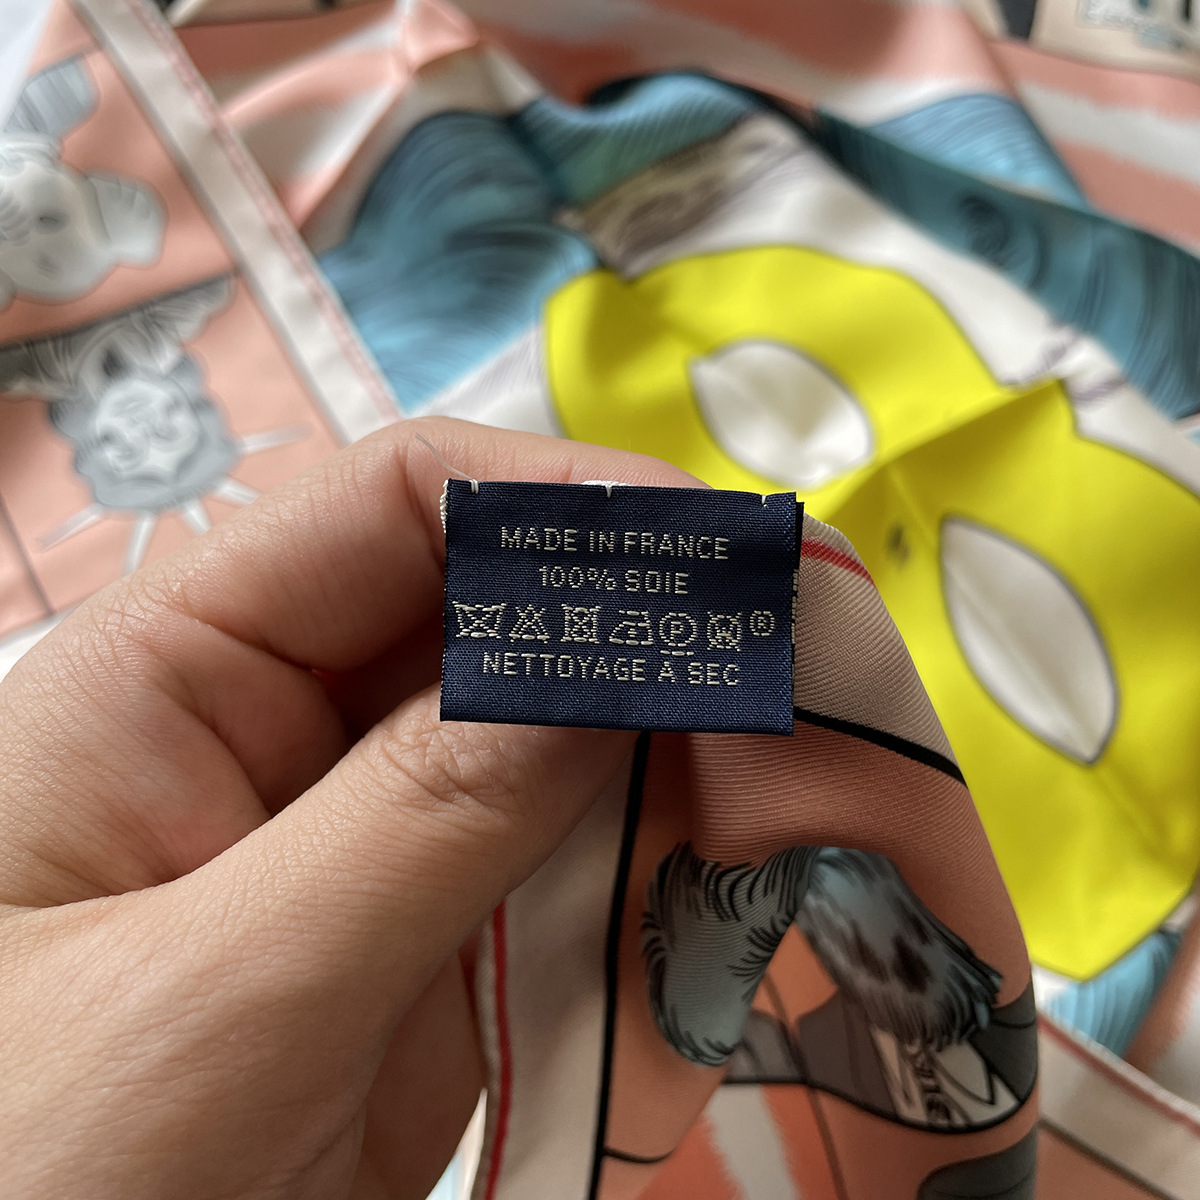 MADE IN FRANCE
100% SOIE
P ®
NETTOYAGE À SEC